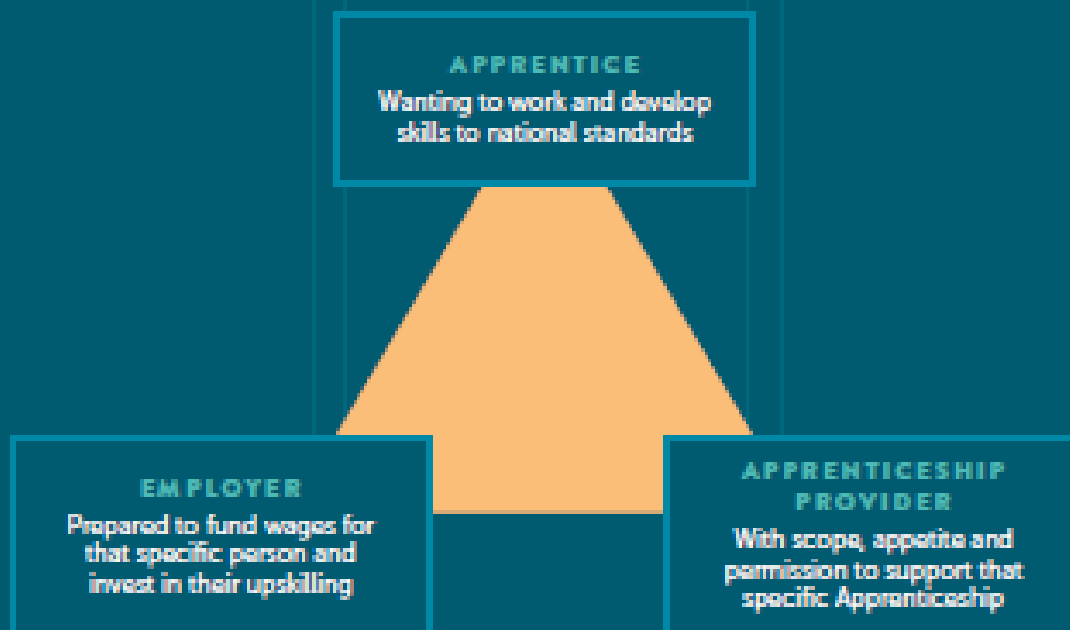 APPRENTICE
Wanting to work and develop
skills to national standards
EMPLOYER
Prepared to fund wages for
that specific person and
invest in their upskilling
APPRENTICESHIP
PROVIDER
With scope, appetite and
permission to support that
specific Apprenticeship